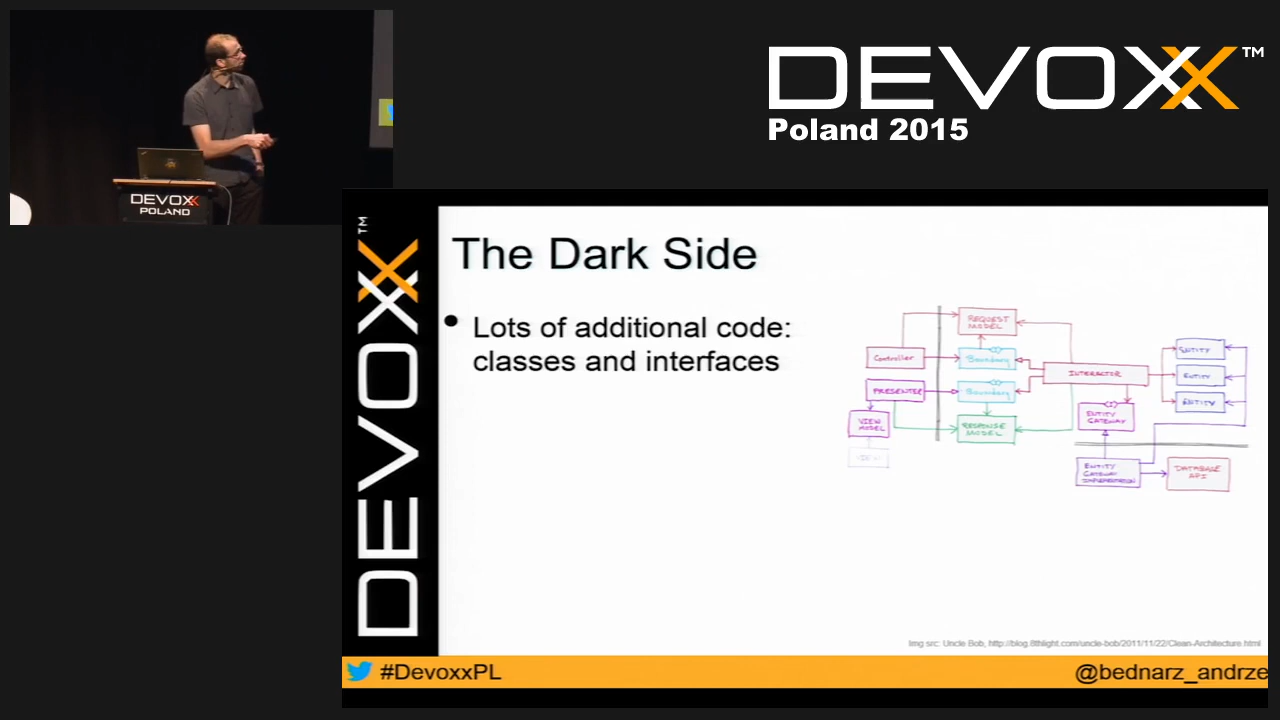 DEVOXX™
Poland 2015
DEVOXX
POLAND
DEVOXX™
The Dark Side
• Lots of additional code:
classes and interfaces
REQUEST
MODEL
Controller
Boundary
INTERACTOR
ENTITY
ENTITY
ENTITY
PRESENTER
Boundary
VIEW
MODEL
RESPONSE
MODEL
ENTITY
GATEWAY
VIEW
ENTITY
GATEWAY
IMPLEMENTATION
DATABASE
API
Img src: Uncle Bob, http://blog.8thlight.com/uncle-bob/2011/11/22/Clean-Architecture.html
#DevoxxPL
@bednarz_andrze